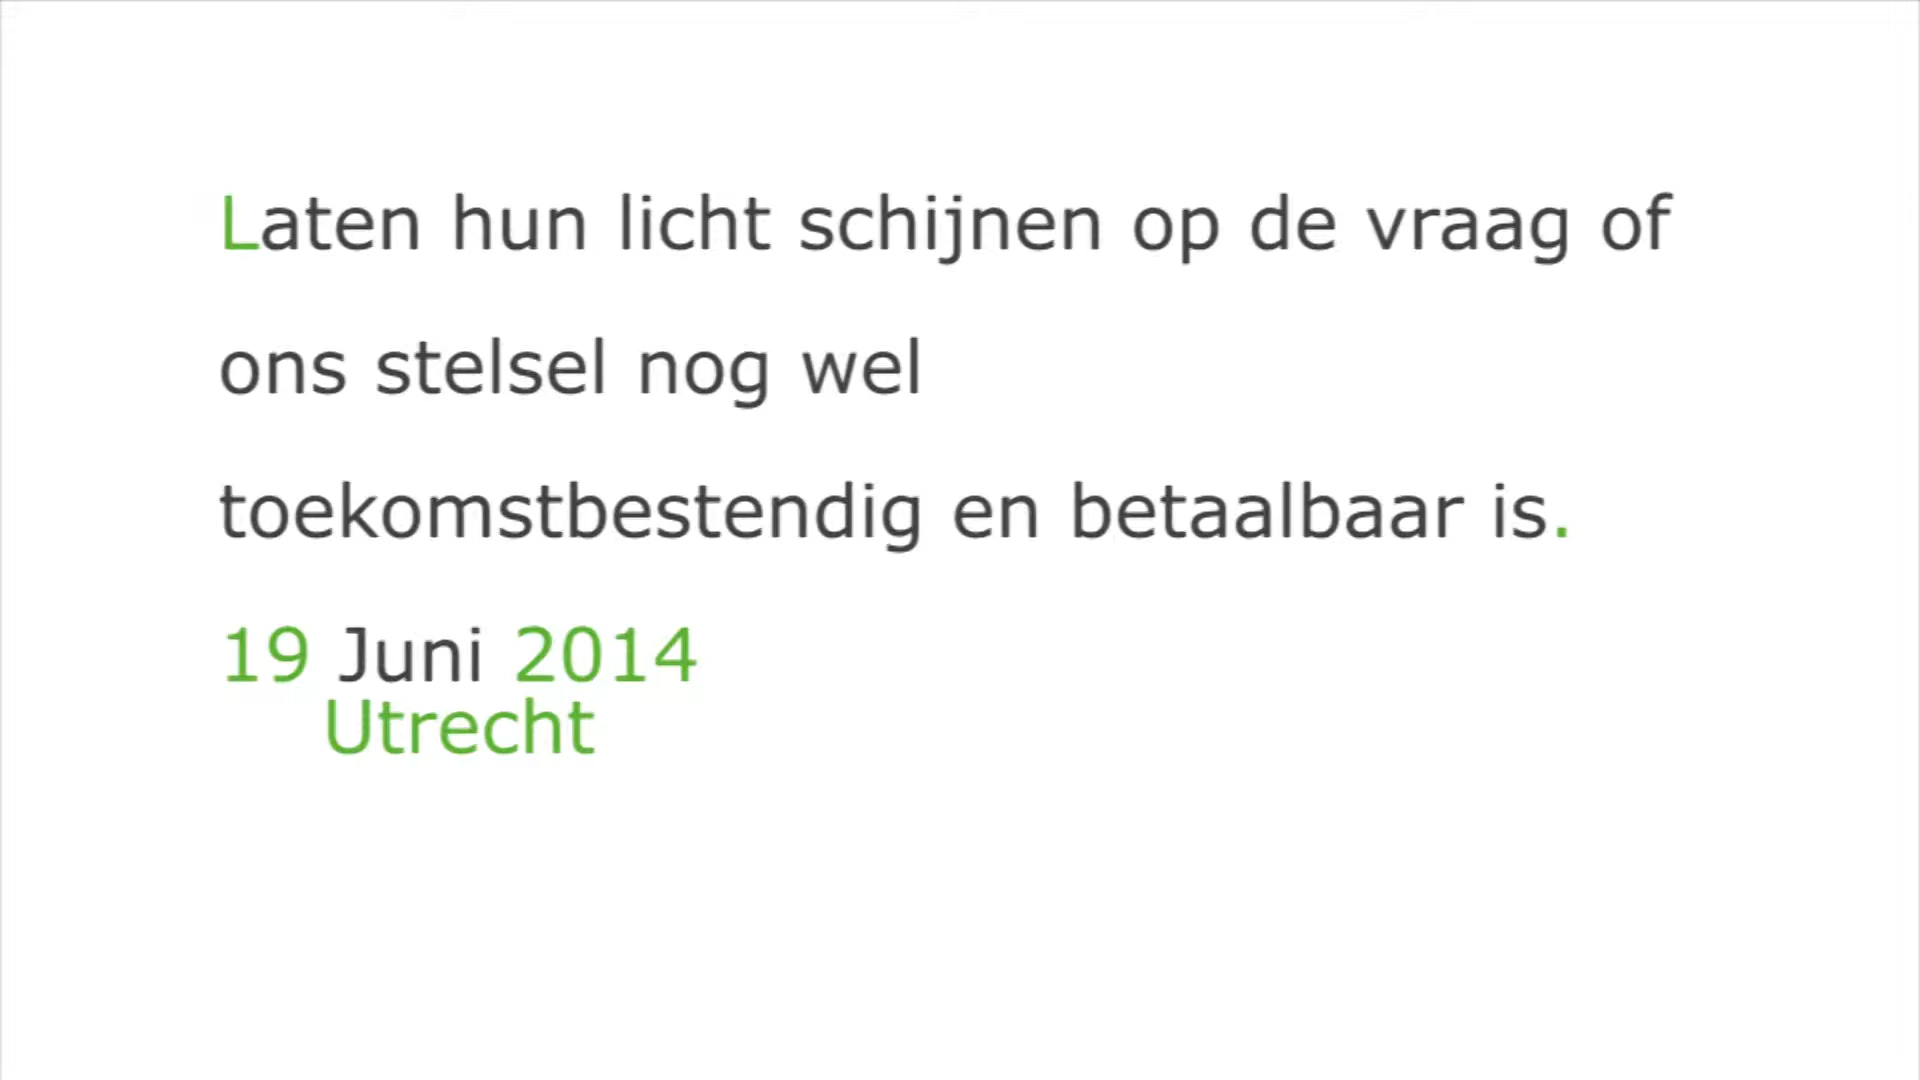 Laten hun licht schijnen op de vraag of
ons stelsel nog wel
toekomstbestendig en betaalbaar is.
19 Juni 2014
Utrecht